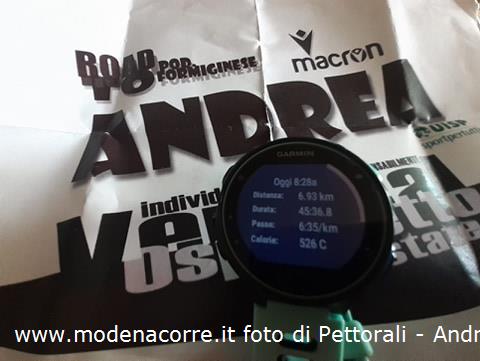 ROAD
TO
POD
FORMIGINESE
macron
ANDREA
UISP
sportpertutti
GARMIN
Oggi 8:28a
Distanza: 6.93 km
Durata: 45:36.8
Passo: 6:35/km
Calorie: 526 C
www.modenacorre.it foto di Pettorali - Andr